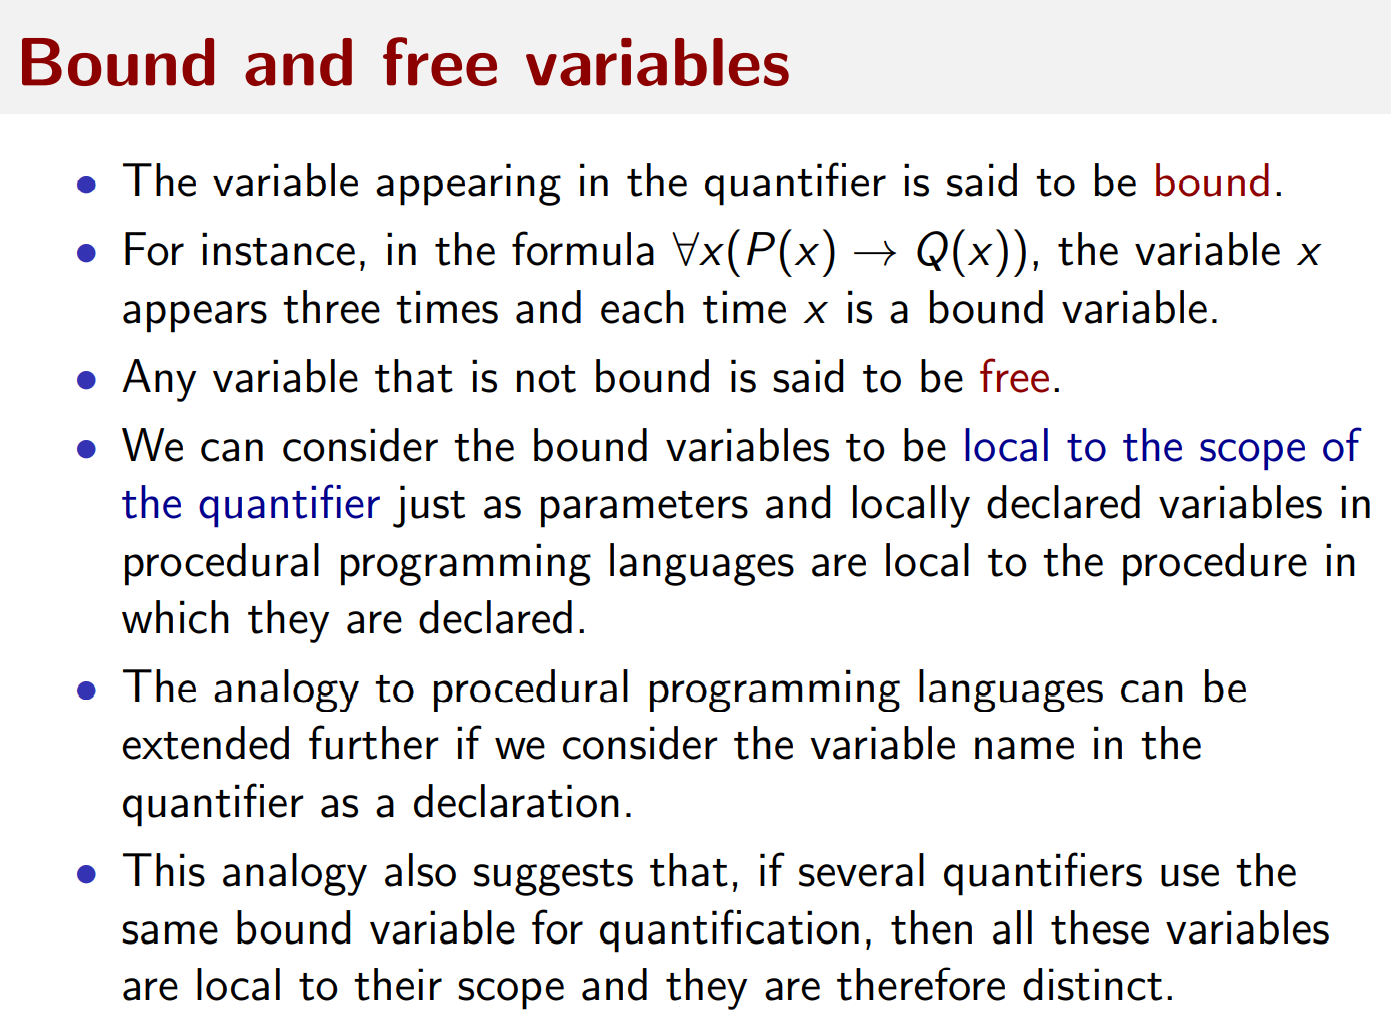 Bound and free variables
• The variable appearing in the quantifier is said to be bound.
• For instance, in the formula ∀x(P(x) → Q(x)), the variable x
appears three times and each time x is a bound variable.
• Any variable that is not bound is said to be free.
• We can consider the bound variables to be local to the scope of
the quantifier just as parameters and locally declared variables in
procedural programming languages are local to the procedure in
which they are declared.
• The analogy to procedural programming languages can be
extended further if we consider the variable name in the
quantifier as a declaration.
• This analogy also suggests that, if several quantifiers use the
same bound variable for quantification, then all these variables
are local to their scope and they are therefore distinct.